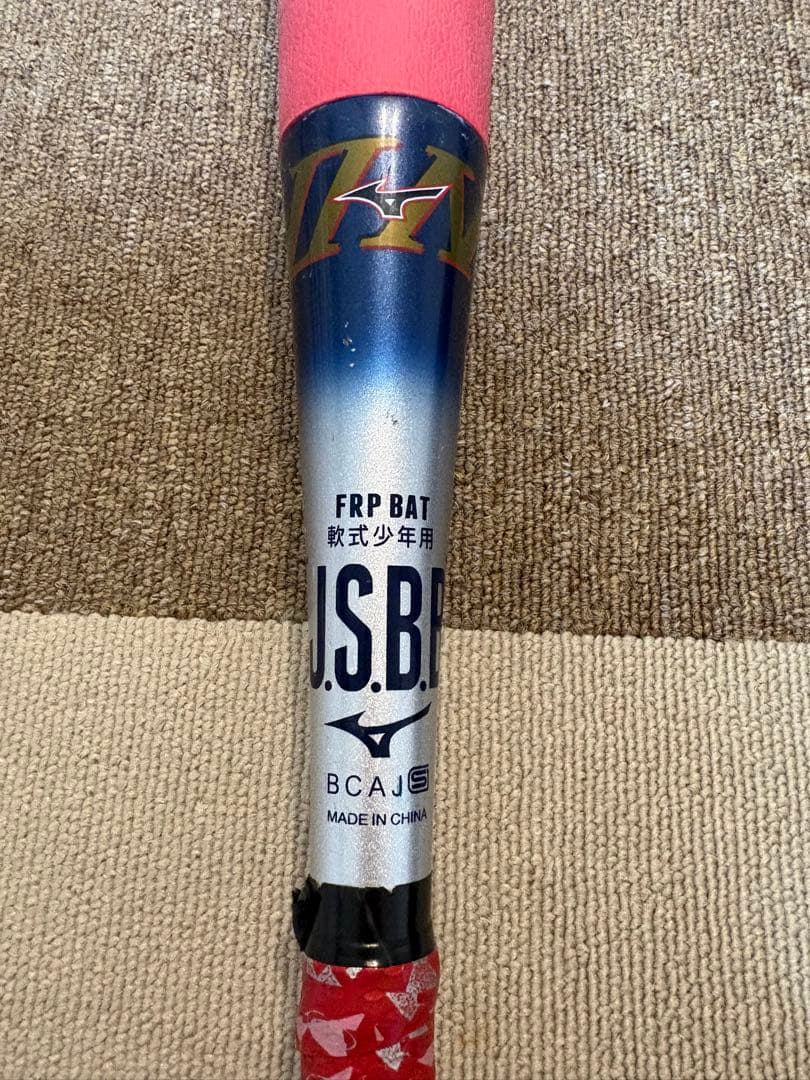 FRP BAT
軟式少年用
J.S.B.B
BCAJ S
MADE IN CHINA